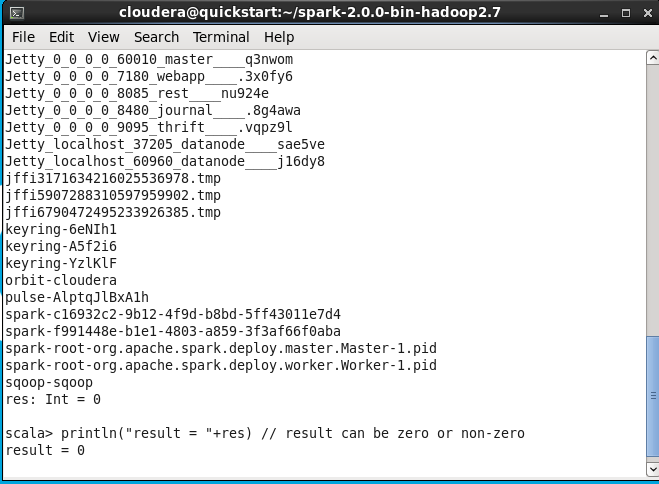 cloudera@quickstart:~/spark-2.0.0-bin-hadoop2.7
File Edit View Search Terminal Help
Jetty_0_0_0_0_60010_master____q3nwom
Jetty_0_0_0_0_7180_webapp____.3x0fy6
Jetty_0_0_0_0_8085_rest____nu924e
Jetty_0_0_0_0_8480_journal____.8g4awa
Jetty_0_0_0_0_9095_thrift____.vqpz9l
Jetty_localhost_37205_datanode____sae5ve
Jetty_localhost_60960_datanode____j16dy8
jffi3171634216025536978.tmp
jffi5907288310597959902.tmp
jffi6790472495233926385.tmp
keyring-6eNIh1
keyring-A5f2i6
keyring-YzlKlF
orbit-cloudera
pulse-AlptqJlBxA1h
spark-c16932c2-9b12-4f9d-b8bd-5ff43011e7d4
spark-f991448e-b1e1-4803-a859-3f3af66f0aba
spark-root-org.apache.spark.deploy.master.Master-1.pid
spark-root-org.apache.spark.deploy.worker.Worker-1.pid
sqoop-sqoop
res: Int = 0
scala> println("result = "+res) // result can be zero or non-zero
result = 0